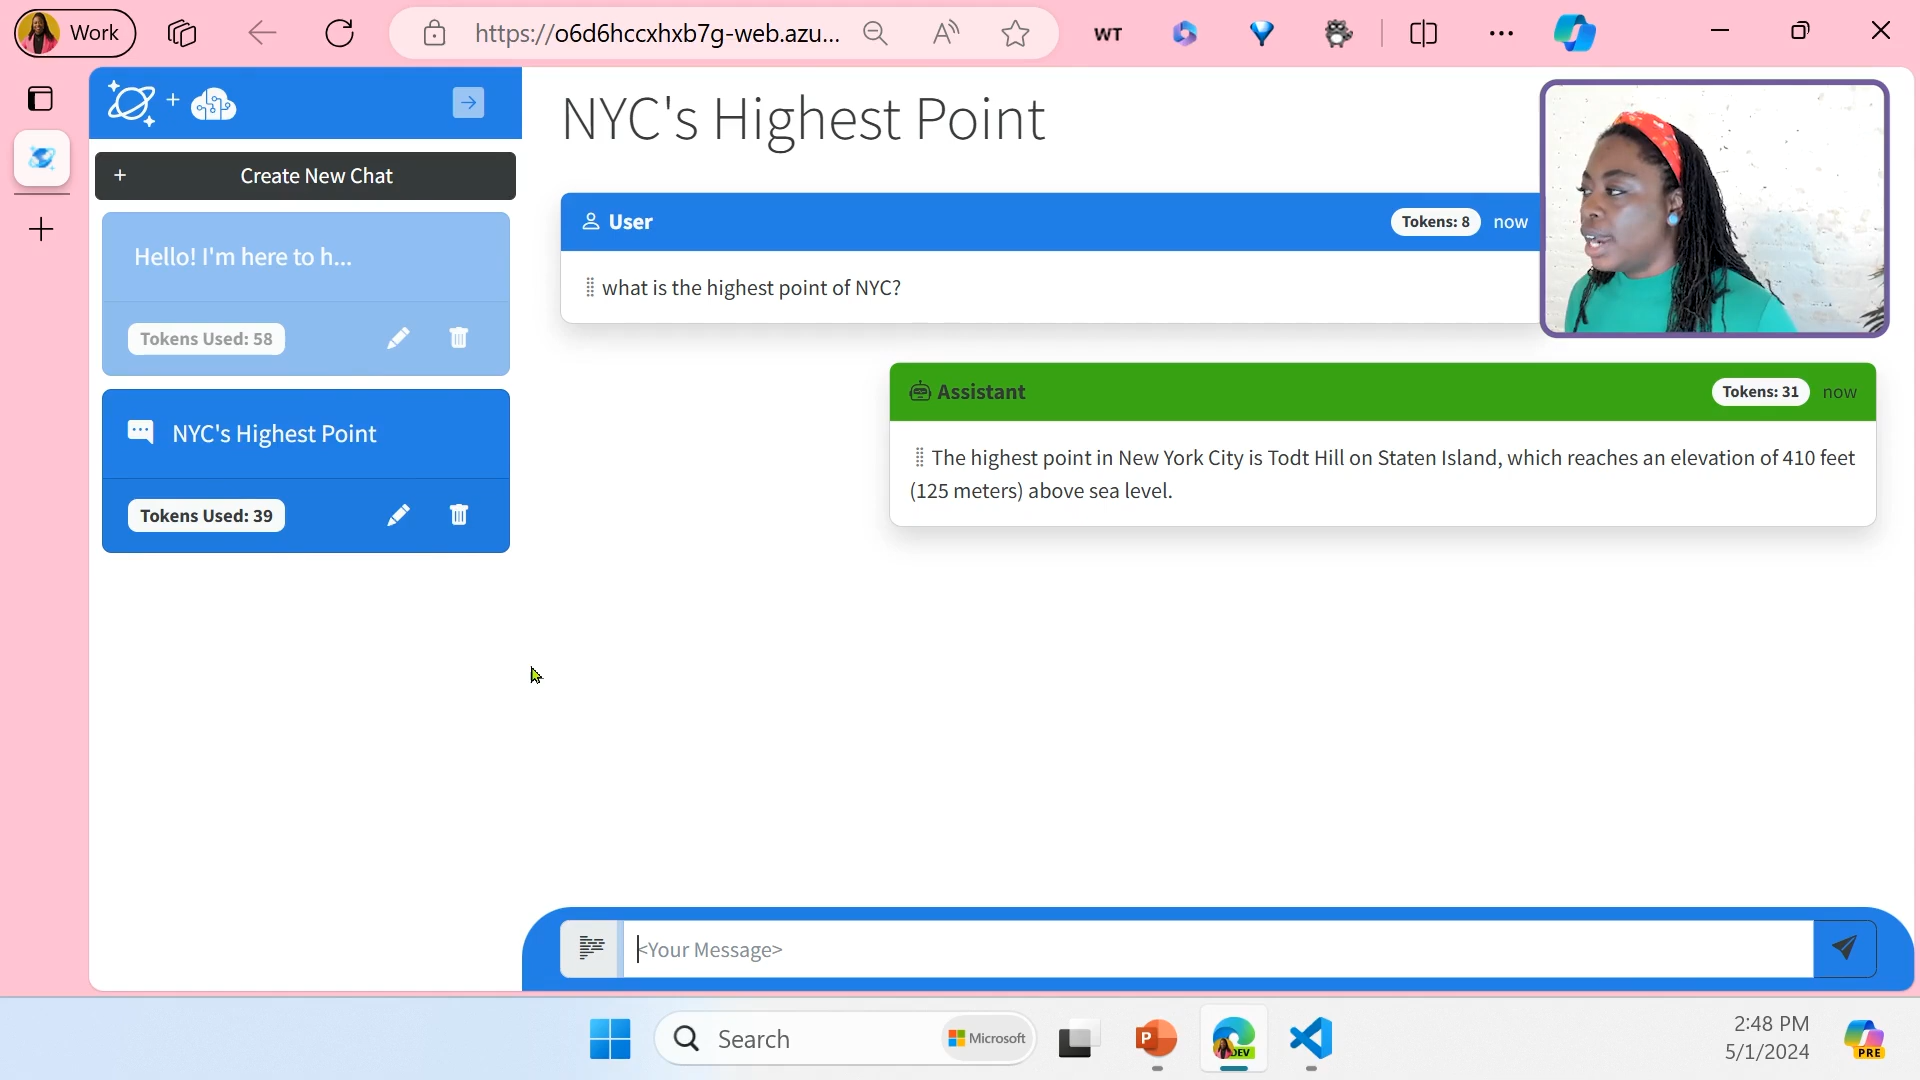 Work
https://o6d6hccxhxb7g-web.azu...
WT
+
Create New Chat
Hello! I'm here to h...
Tokens Used: 58
NYC's Highest Point
Tokens Used: 39
NYC's Highest Point
User
Tokens: 8
now
what is the highest point of NYC?
Assistant
Tokens: 31
now
The highest point in New York City is Todt Hill on Staten Island, which reaches an elevation of 410 feet
(125 meters) above sea level.
<Your Message>
Search
Microsoft
P
DEV
2:48 PM
5/1/2024
PRE